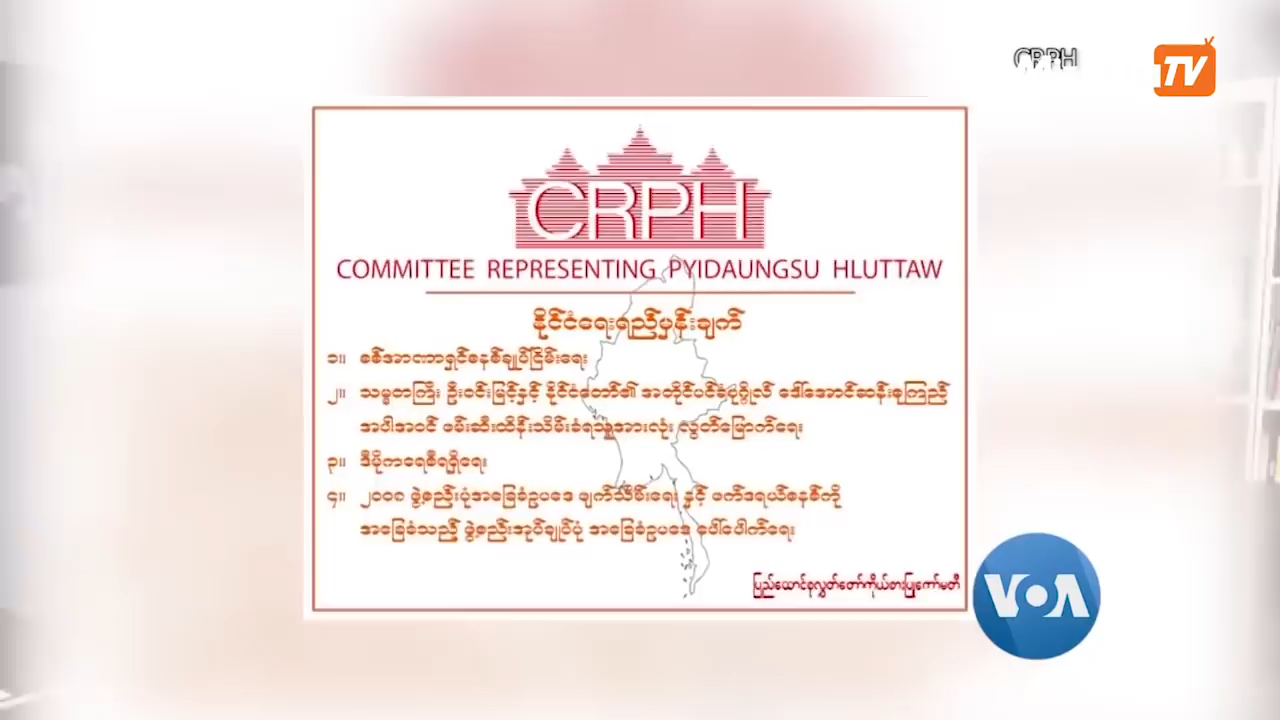 CRPH
TV
CRPH
COMMITTEE REPRESENTING PYIDAUNGSU HLUTTAW
နိုင်ငံရေးရည်မှန်းချက်
၁။ စစ်အာဏာရှင်စနစ်ချုပ်ငြိမ်းရေး
၂။ သမ္မတကြီး ဦးဝင်းမြင့်နှင့် နိုင်ငံတော်၏ အတိုင်ပင်ခံပုဂ္ဂိုလ် ဒေါ်အောင်ဆန်းစုကြည်
အပါအဝင် ဖမ်းဆီးထိန်းသိမ်းခံရသူအားလုံး လွတ်မြောက်ရေး
၃။ ဒီမိုကရေစီရရှိရေး
၄။ ၂၀၀၈ ဖွဲ့စည်းပုံအခြေခံဥပဒေ ဖျက်သိမ်းရေး နှင့် ဖက်ဒရယ်စနစ်ကို
အခြေခံသည့် ဖွဲ့စည်းအုပ်ချုပ်ပုံ အခြေခံဥပဒေ ပေါ်ပေါက်ရေး
ပြည်ထောင်စုလွှတ်တော်ကိုယ်စားပြုကော်မတီ
VOA